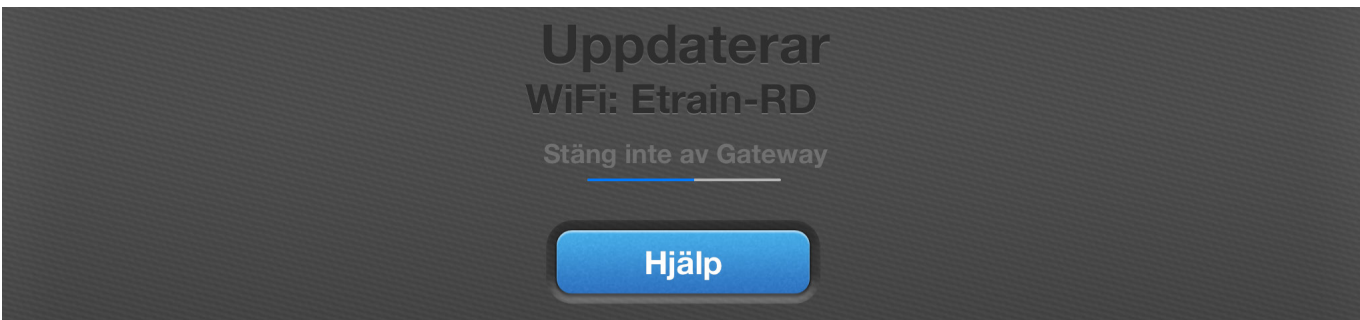 Uppdaterar
WiFi: Etrain-RD
Stäng inte av Gateway
Hjälp